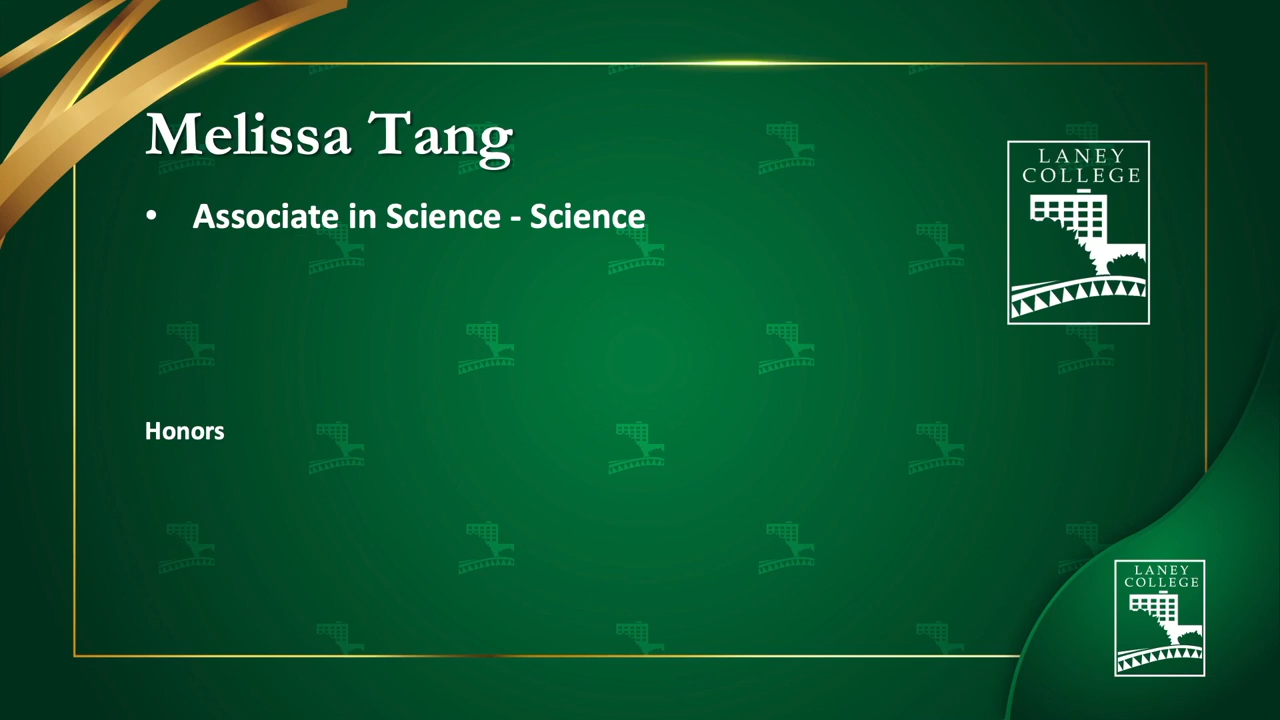 Melissa Tang
• Associate in Science - Science
LANEY
COLLEGE
Honors
LANEY
COLLEGE